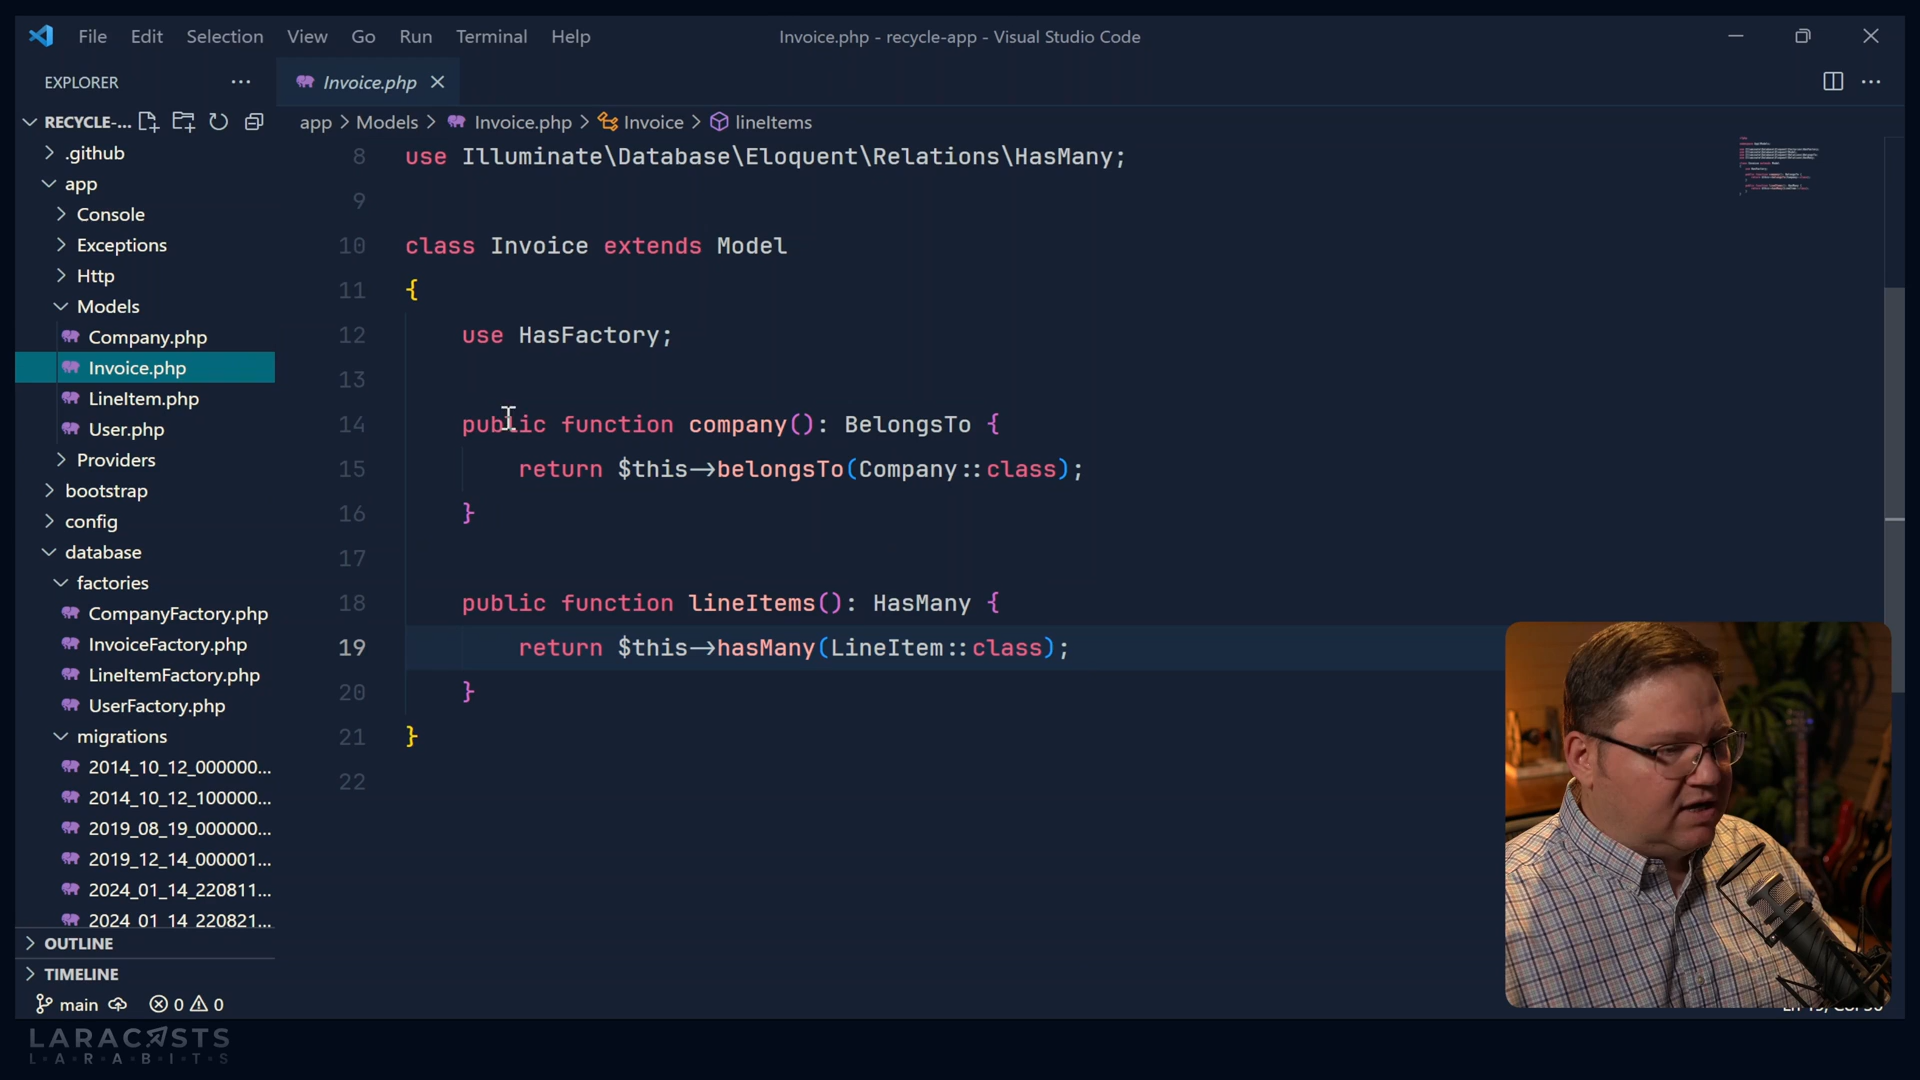 File Edit Selection View Go Run Terminal Help
Invoice.php - recycle-app - Visual Studio Code
EXPLORER
Invoice.php
RECYCLE-...
app > Models > Invoice.php > Invoice > lineItems
.github
app
Console
Exceptions
Http
Models
Company.php
Invoice.php
LineItem.php
User.php
Providers
bootstrap
config
database
factories
CompanyFactory.php
InvoiceFactory.php
LineItemFactory.php
UserFactory.php
migrations
2014_10_12_000000...
2014_10_12_100000...
2019_08_19_000000...
2019_12_14_000001...
2024_01_14_220811...
2024_01_14_220821...
OUTLINE
TIMELINE
main 0 0
8 use Illuminate\Database\Eloquent\Relations\HasMany;
9
10 class Invoice extends Model
11 {
12 use HasFactory;
13
14 public function company(): BelongsTo {
15 return $this->belongsTo(Company::class);
16 }
17
18 public function lineItems(): HasMany {
19 return $this->hasMany(LineItem::class);
20 }
21 }
22
LARACASTS
L·A·R·A·B·I·T·S